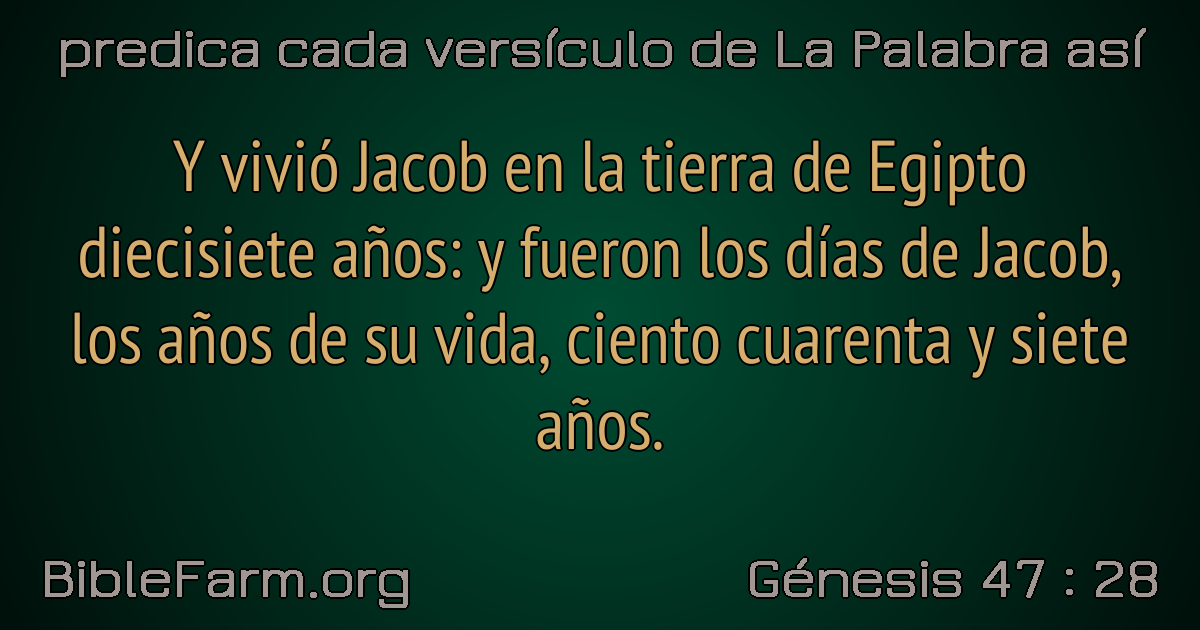 predica cada versículo de La Palabra así
Y vivió Jacob en la tierra de Egipto
diecisiete años: y fueron los días de Jacob,
los años de su vida, ciento cuarenta y siete
años.
BibleFarm.org
Génesis 47 : 28